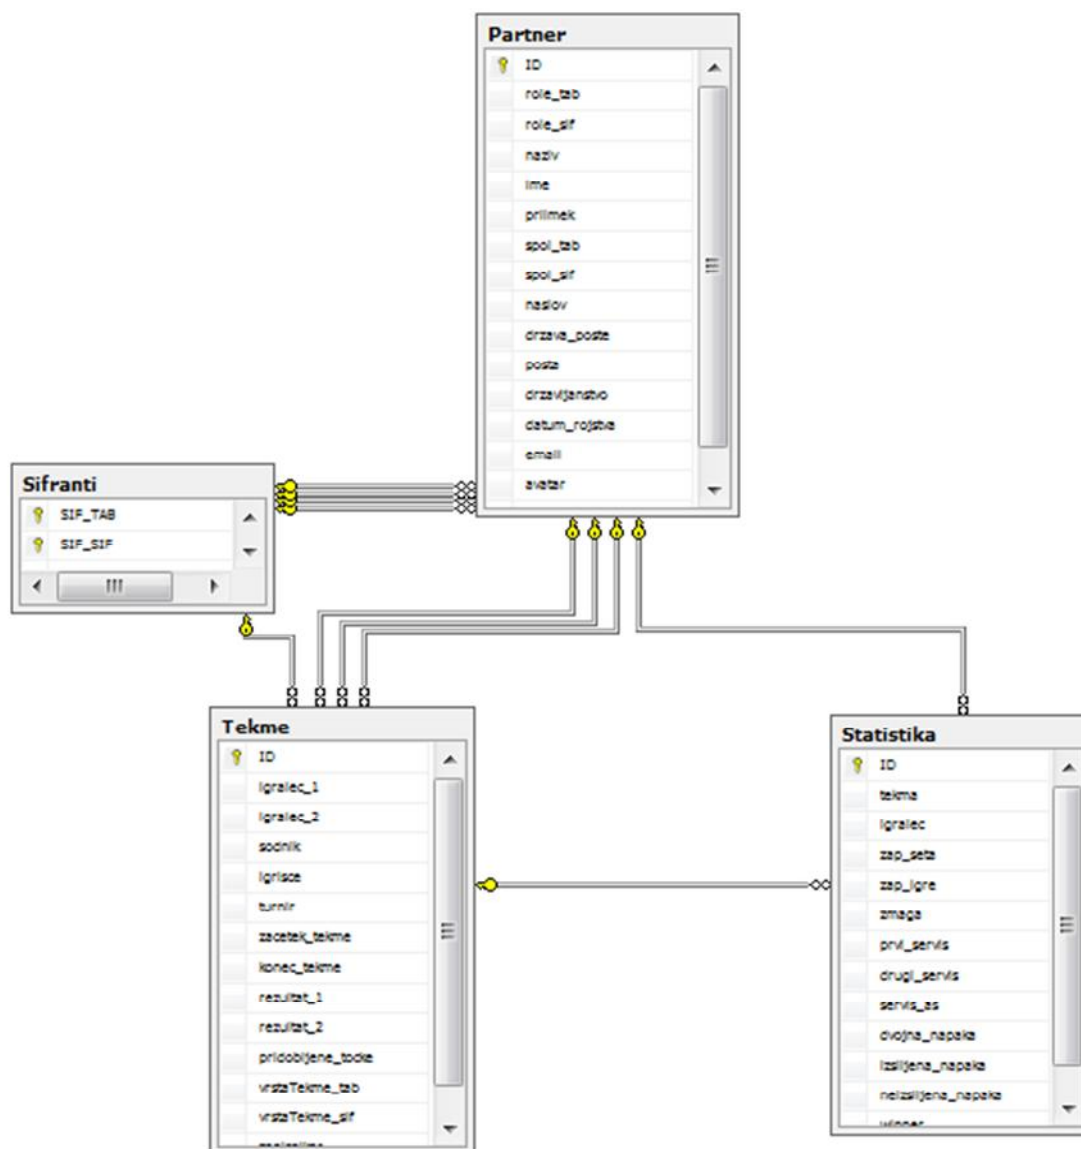 Partner
ID
role_tab
role_sif
naziv
ime
priimek
spol_tab
spol_sif
naslov
drzava_poste
posta
drzavljanstvo
datum_rojstva
email
avatar
Sifranti
SIF_TAB
SIF_SIF
Tekme
ID
igralec_1
igralec_2
sodnik
igrisce
turnir
zacetek_tekme
konec_tekme
rezultat_1
rezultat_2
pridobljene_tocke
vrstaTekme_tab
vrstaTekme_sif
Statistika
ID
tekma
igralec
zap_seta
zap_igre
zmaga
prvi_servis
drugi_servis
servis_as
dvojna_napaka
izsiljena_napaka
neizsiljena_napaka
winner